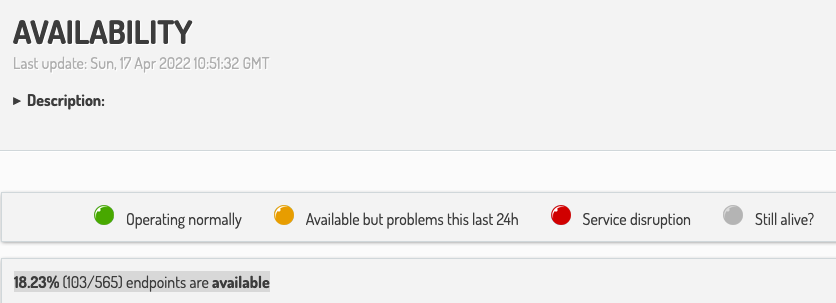 AVAILABILITY
Last update: Sun, 17 Apr 2022 10:51:32 GMT
▸ Description:
Operating normally Available but problems this last 24h Service disruption Still alive?
18.23% (103/565) endpoints are available